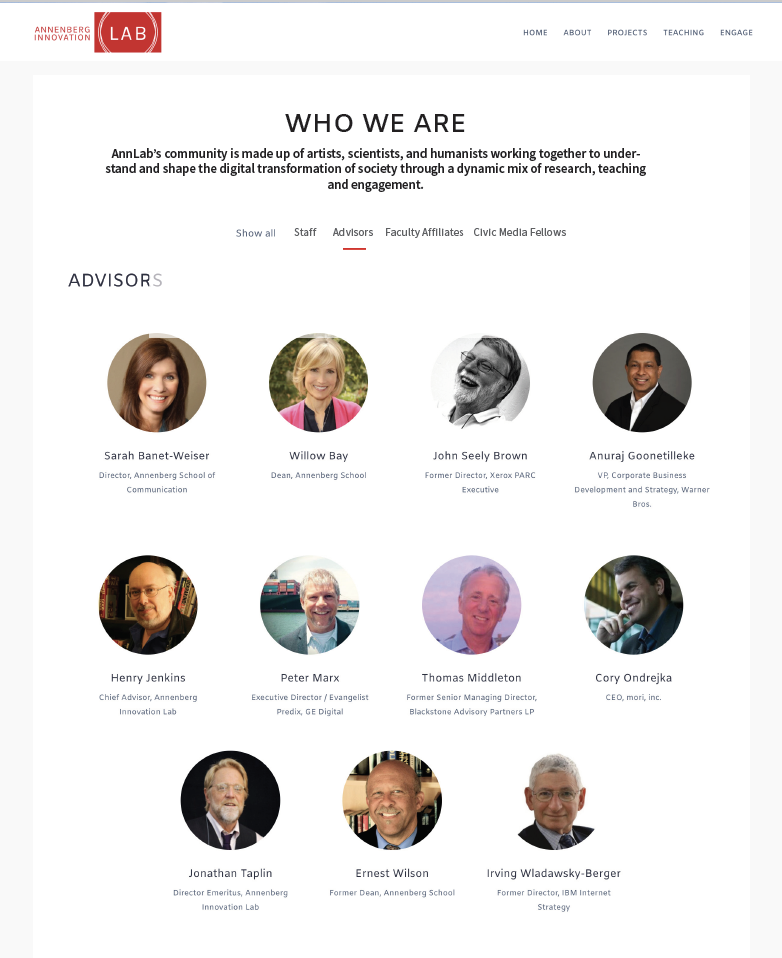 ANNENBERG
INNOVATION
LAB
HOME ABOUT PROJECTS TEACHING ENGAGE
WHO WE ARE
AnnLab's community is made up of artists, scientists, and humanists working together to under-
stand and shape the digital transformation of society through a dynamic mix of research, teaching
and engagement.
Show all Staff Advisors Faculty Affiliates Civic Media Fellows
ADVISORS
Sarah Banet-Weiser
Director, Annenberg School of
Communication
Willow Bay
Dean, Annenberg School
John Seely Brown
Former Director, Xerox PARC
Executive
Anuraj Goonetilleke
VP, Corporate Business
Development and Strategy, Warner
Bros.
Henry Jenkins
Chief Advisor, Annenberg
Innovation Lab
Peter Marx
Executive Director / Evangelist
Predix, GE Digital
Thomas Middleton
Former Senior Managing Director,
Blackstone Advisory Partners LP
Cory Ondrejka
CEO, mori, inc.
Jonathan Taplin
Director Emeritus, Annenberg
Innovation Lab
Ernest Wilson
Former Dean, Annenberg School
Irving Wladawsky-Berger
Former Director, IBM Internet
Strategy